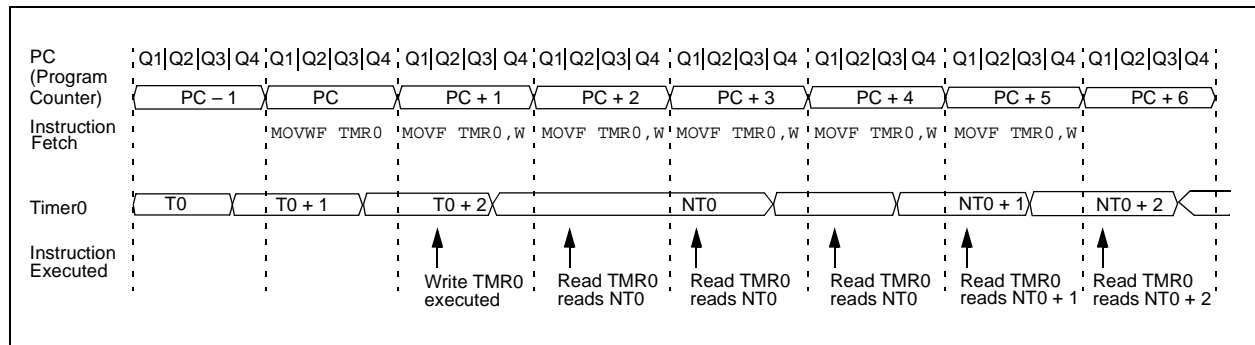 PC
(Program
Counter)
Q1 Q2 Q3 Q4 Q1 Q2 Q3 Q4 Q1 Q2 Q3 Q4 Q1 Q2 Q3 Q4 Q1 Q2 Q3 Q4 Q1 Q2 Q3 Q4 Q1 Q2 Q3 Q4 Q1 Q2 Q3 Q4
PC – 1 PC PC + 1 PC + 2 PC + 3 PC + 4 PC + 5 PC + 6
Instruction
Fetch
MOVWF TMR0 MOVF TMR0,W MOVF TMR0,W MOVF TMR0,W MOVF TMR0,W MOVF TMR0,W
Timer0
T0 T0 + 1 T0 + 2 NT0 NT0 + 1 NT0 + 2
Instruction
Executed
Write TMR0
executed
Read TMR0
reads NT0
Read TMR0
reads NT0
Read TMR0
reads NT0
Read TMR0
reads NT0 + 1
Read TMR0
reads NT0 + 2